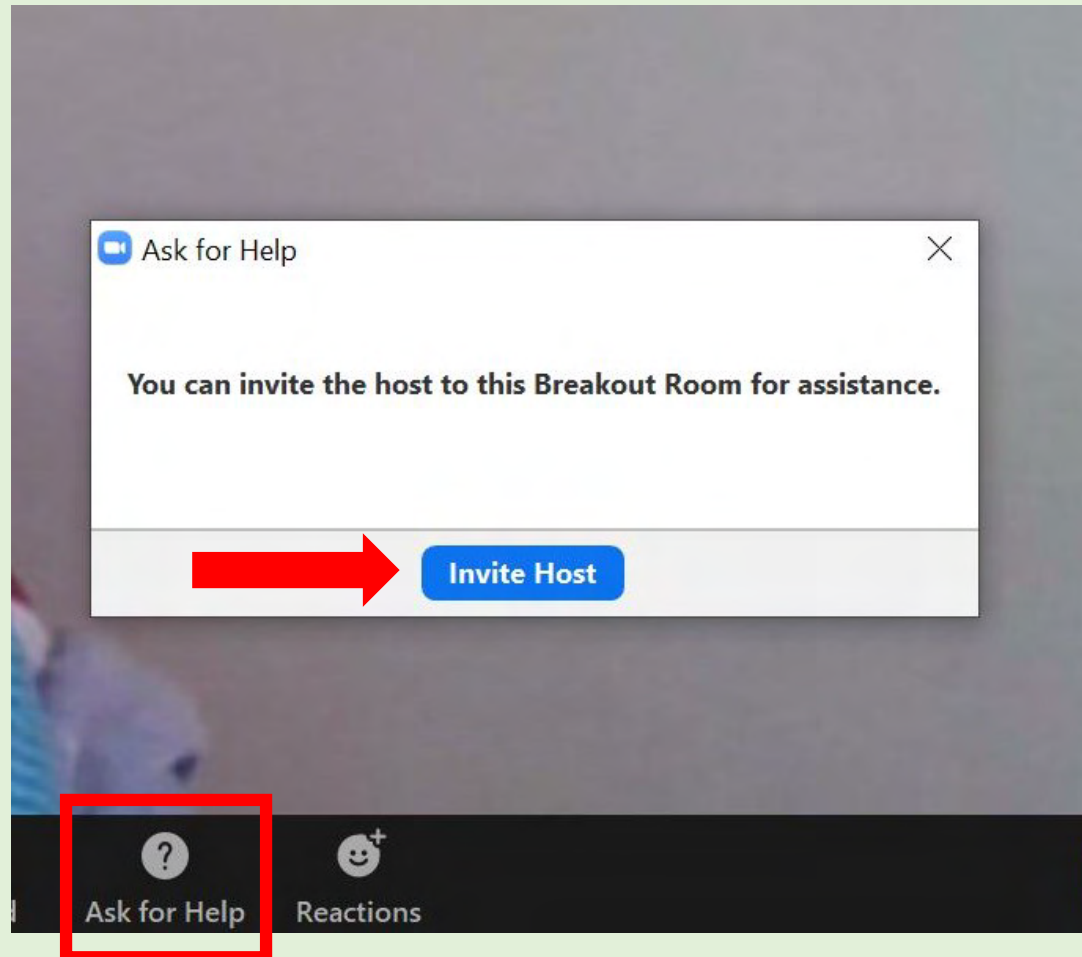 Ask for Help
You can invite the host to this Breakout Room for assistance.
Invite Host
Ask for Help Reactions